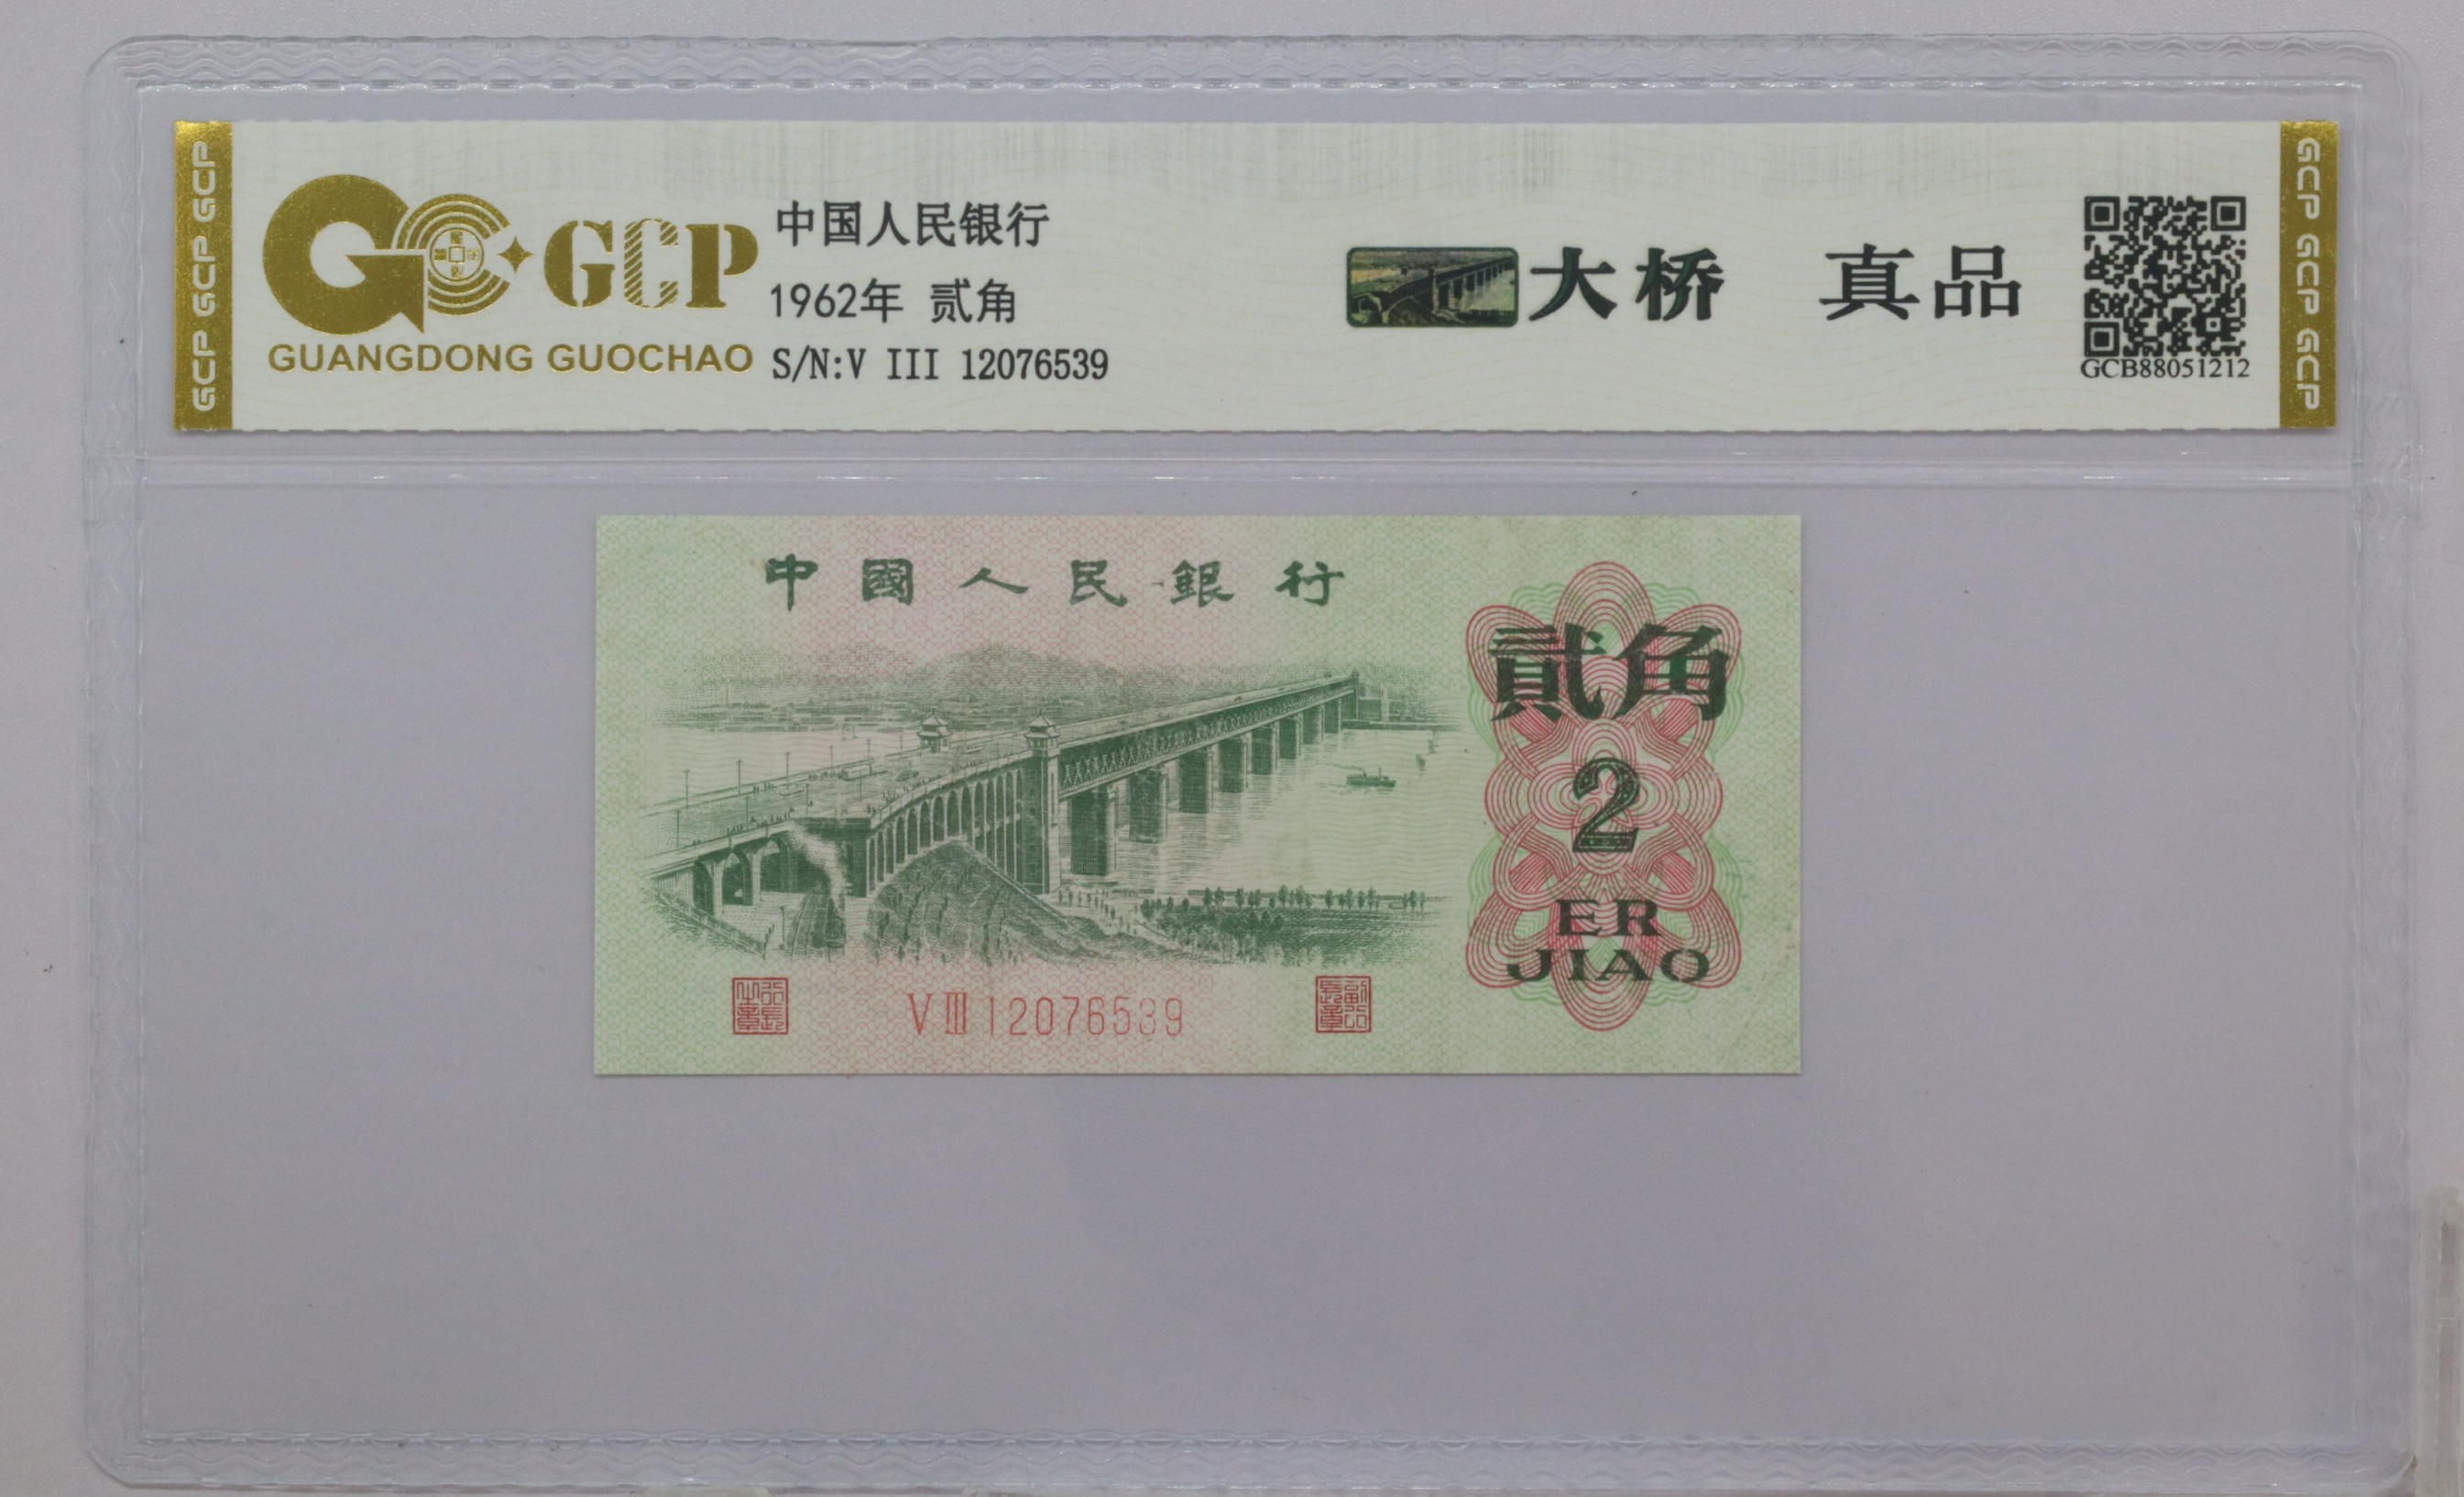 GCP GCP GCP
GCP
GUANGDONG GUOCHAO
中国人民银行
1962年 贰角
S/N:V III 12076539
大桥 真品
GCB88051212
GCP GCP GCP
中國人民銀行
貳角
2
ER
JIAO
V III 12076539